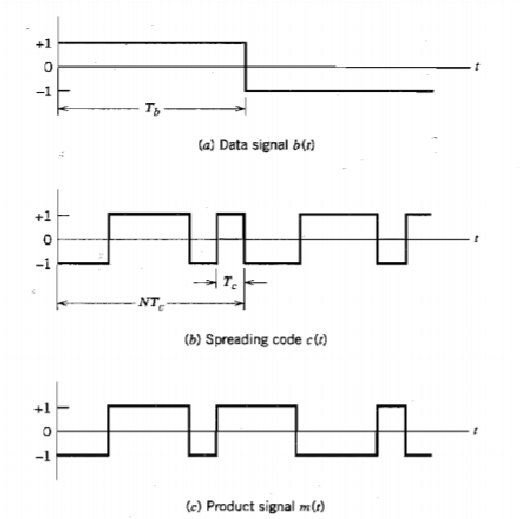 +1
0
−1
t
T_b
(a) Data signal b(t)
+1
0
−1
t
T_c
NT_c
(b) Spreading code c(t)
+1
0
−1
t
(c) Product signal m(t)